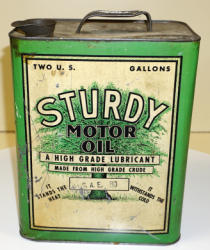 TWO U. S. GALLONS
STURDY
MOTOR
OIL
A HIGH GRADE LUBRICANT
MADE FROM HIGH GRADE CRUDE
IT STANDS THE HEAT
S.A.E.
IT WITHSTANDS THE COLD